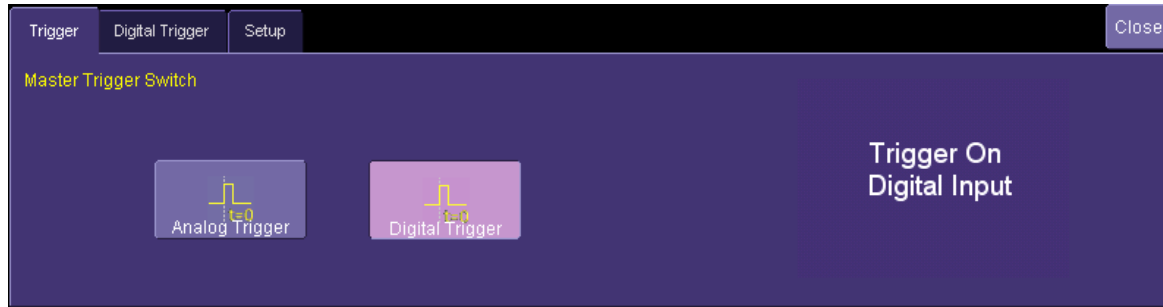 Trigger
Digital Trigger
Setup
Close
Master Trigger Switch
t=0
Analog Trigger
t=0
Digital Trigger
Trigger On
Digital Input